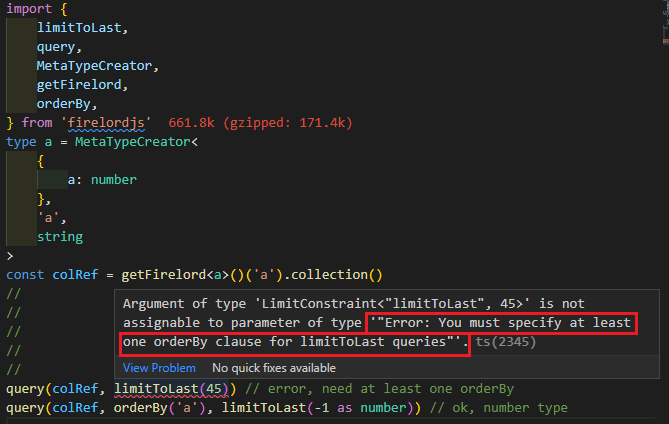 import {
limitToLast,
query,
MetaTypeCreator,
getFirelord,
orderBy,
} from 'firelordjs' 661.8k (gzipped: 171.4k)
type a = MetaTypeCreator<
{
a: number
},
'a',
string
>
const colRef = getFirelord<a>()('a').collection()
//
//
//
//
//
Argument of type 'LimitConstraint<"limitToLast", 45>' is not
assignable to parameter of type '"Error: You must specify at least
one orderBy clause for limitToLast queries"'. ts(2345)
View Problem No quick fixes available
query(colRef, limitToLast(45)) // error, need at least one orderBy
query(colRef, orderBy('a'), limitToLast(-1 as number)) // ok, number type